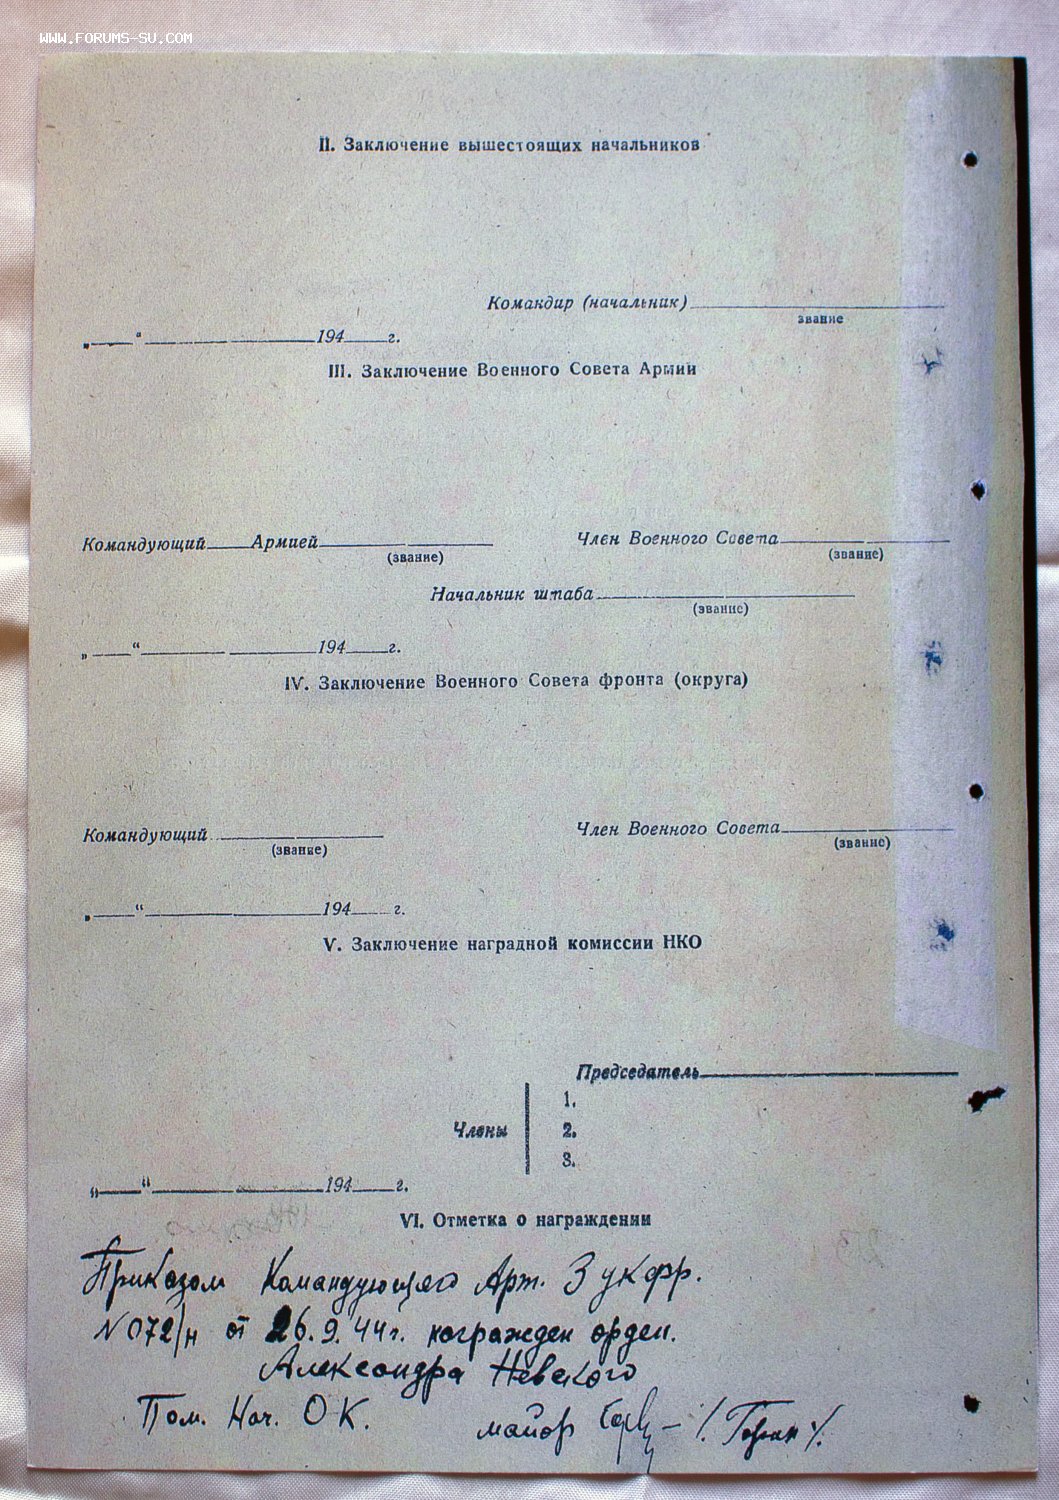 WWW.FORUMS-SU.COM
II. Заключение вышестоящих начальников
Командир (начальник)
звание
„ “ 194 г.
III. Заключение Военного Совета Армии
Командующий Армией Член Военного Совета
(звание) (звание)
Начальник штаба
(звание)
„ “ 194 г.
IV. Заключение Военного Совета фронта (округа)
Командующий Член Военного Совета
(звание) (звание)
„ “ 194 г.
V. Заключение наградной комиссии НКО
Председатель
1.
Члены 2.
3.
„ “ 194 г.
VI. Отметка о награждении
Приказом Командующего Арт. 3 укрфр.
N 072/н от 26.9.44г. награжден орден.
Александра Невского
Пом. Нач. ОК. майор